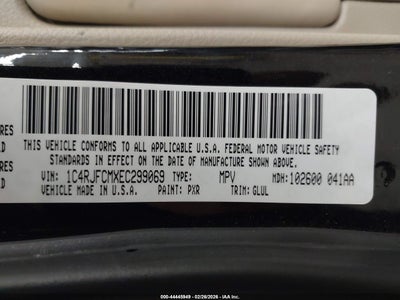 THIS VEHICLE CONFORMS TO ALL APPLICABLE U.S.A. FEDERAL MOTOR VEHICLE SAFETY
RES STANDARDS IN EFFECT ON THE DATE OF MANUFACTURE SHOWN ABOVE.
D
VIN: 1C4RJFCMXEC299069 TYPE: MPV MDH: 102600 041AA
RES VEHICLE MADE IN U.S.A. PAINT: PXR TRIM: GLUL
D
000-44445949 - 02/26/2026 - IAA Inc.